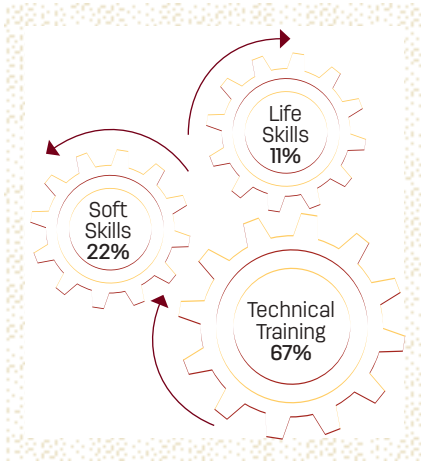 Life
Skills
11%
Soft
Skills
22%
Technical
Training
67%